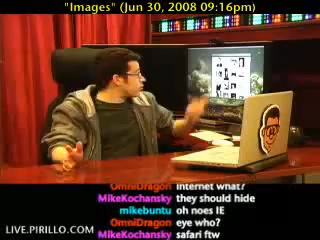 "Images" (Jun 30, 2008 09:16pm)
OmniDragon internet what?
MikeKochansky they should hide
mikebuntu oh noes IE
OmniDragon eye who?
MikeKochansky safari ftw
LIVE.PIRILLO.COM